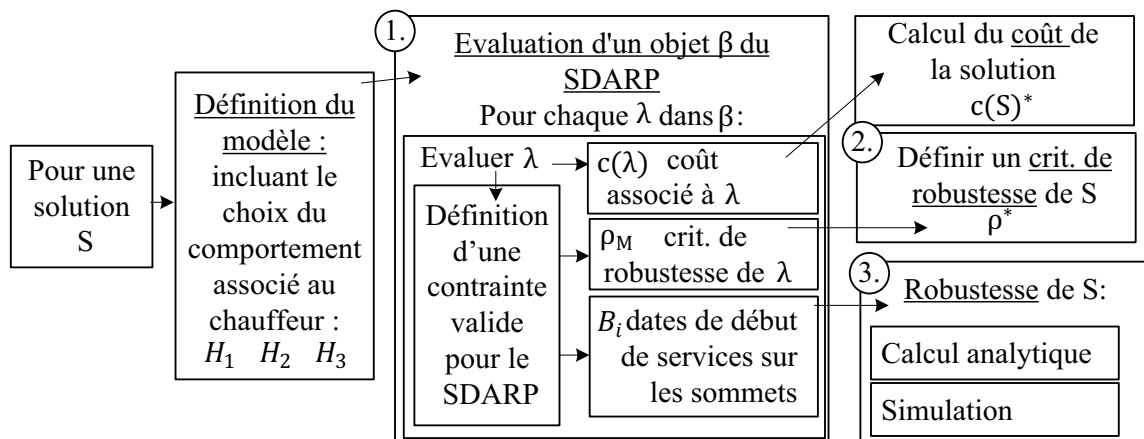 Pour une
solution
S
Définition du
modèle :
incluant le
choix du
comportement
associé au
chauffeur :
H₁ H₂ H₃
1.
Evaluation d'un objet β du
SDARP
Pour chaque λ dans β:
Evaluer λ
Définition
d’une
contrainte
valide
pour le
SDARP
c(λ) coût
associé à λ
ρ_M crit. de
robustesse de λ
B_i dates de début
de services sur
les sommets
Calcul du coût de
la solution
c(S)*
2.
Définir un crit. de
robustesse de S
ρ*
3.
Robustesse de S:
Calcul analytique
Simulation